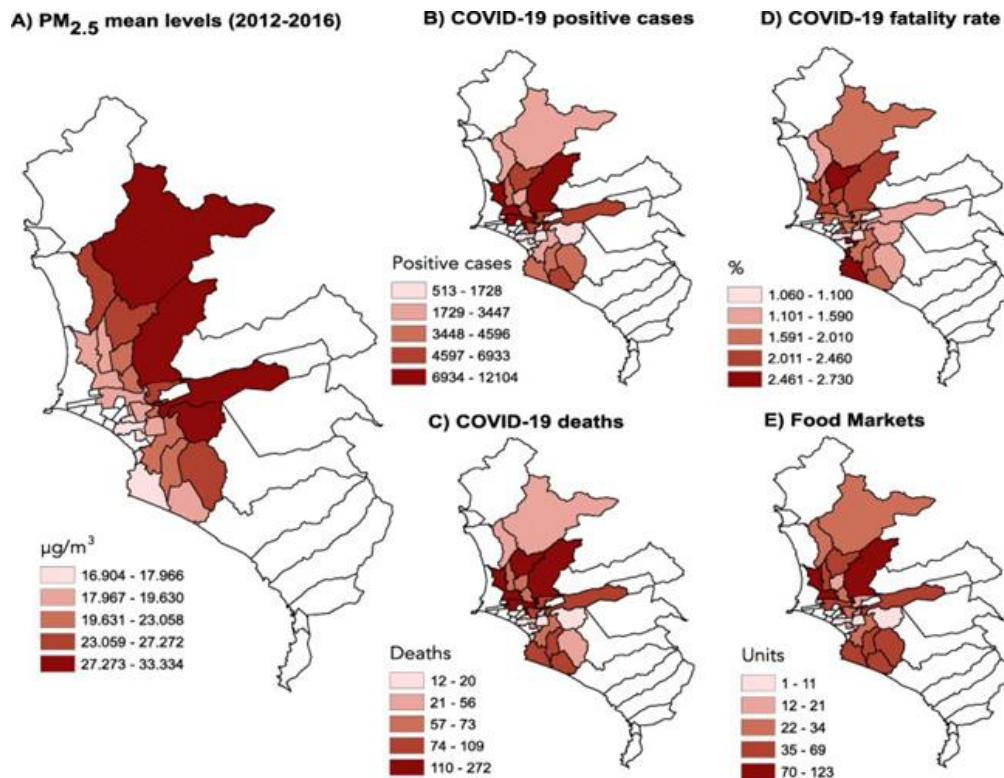 A) PM2.5 mean levels (2012-2016)
µg/m3
16.904 - 17.966
17.967 - 19.630
19.631 - 23.058
23.059 - 27.272
27.273 - 33.334
B) COVID-19 positive cases
Positive cases
513 - 1728
1729 - 3447
3448 - 4596
4597 - 6933
6934 - 12104
C) COVID-19 deaths
Deaths
12 - 20
21 - 56
57 - 73
74 - 109
110 - 272
D) COVID-19 fatality rate
%
1.060 - 1.100
1.101 - 1.590
1.591 - 2.010
2.011 - 2.460
2.461 - 2.730
E) Food Markets
Units
1 - 11
12 - 21
22 - 34
35 - 69
70 - 123